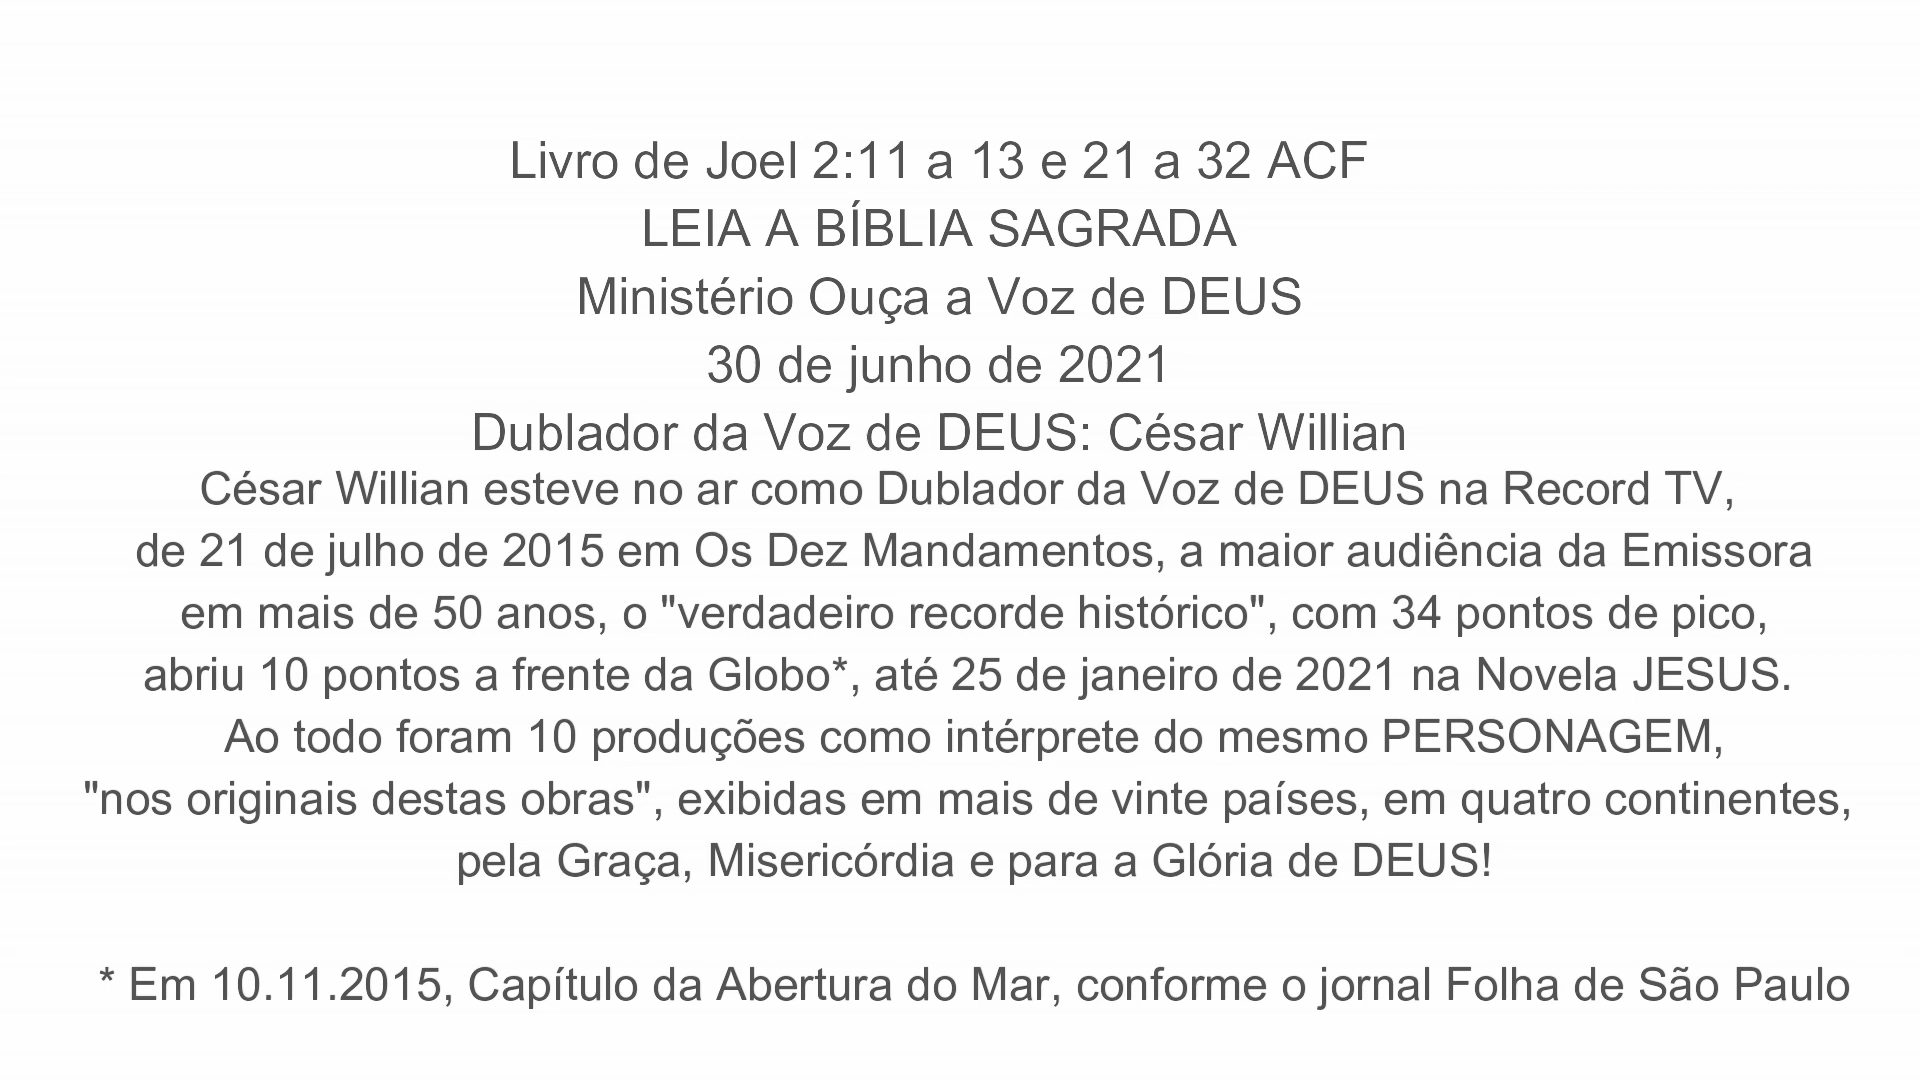 Livro de Joel 2:11 a 13 e 21 a 32 ACF
LEIA A BÍBLIA SAGRADA
Ministério Ouça a Voz de DEUS
30 de junho de 2021
Dublador da Voz de DEUS: César Willian
César Willian esteve no ar como Dublador da Voz de DEUS na Record TV,
de 21 de julho de 2015 em Os Dez Mandamentos, a maior audiência da Emissora
em mais de 50 anos, o "verdadeiro recorde histórico", com 34 pontos de pico,
abriu 10 pontos a frente da Globo*, até 25 de janeiro de 2021 na Novela JESUS.
Ao todo foram 10 produções como intérprete do mesmo PERSONAGEM,
"nos originais destas obras", exibidas em mais de vinte países, em quatro continentes,
pela Graça, Misericórdia e para a Glória de DEUS!
* Em 10.11.2015, Capítulo da Abertura do Mar, conforme o jornal Folha de São Paulo